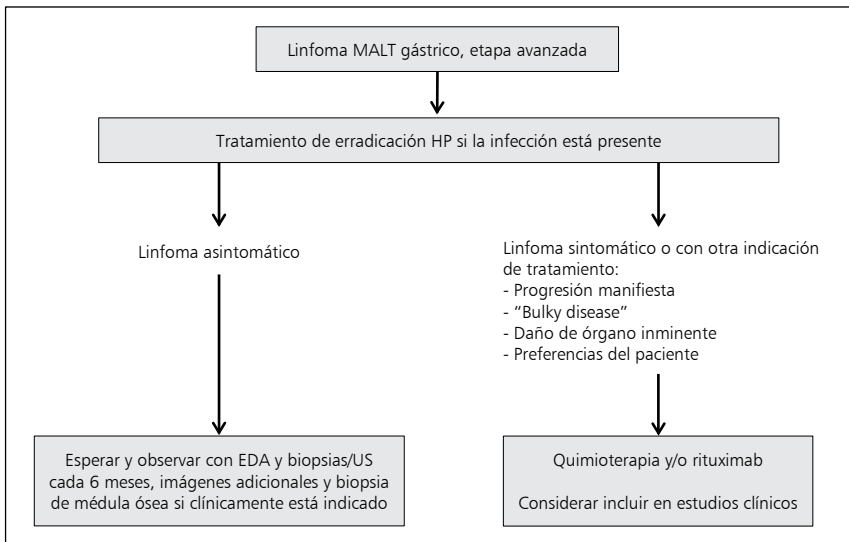 Linfoma MALT gástrico, etapa avanzada
Tratamiento de erradicación HP si la infección está presente
Linfoma asintomático
Linfoma sintomático o con otra indicación
de tratamiento:
- Progresión manifiesta
- “Bulky disease”
- Daño de órgano inminente
- Preferencias del paciente
Esperar y observar con EDA y biopsias/US
cada 6 meses, imágenes adicionales y biopsia
de médula ósea si clínicamente está indicado
Quimioterapia y/o rituximab
Considerar incluir en estudios clínicos